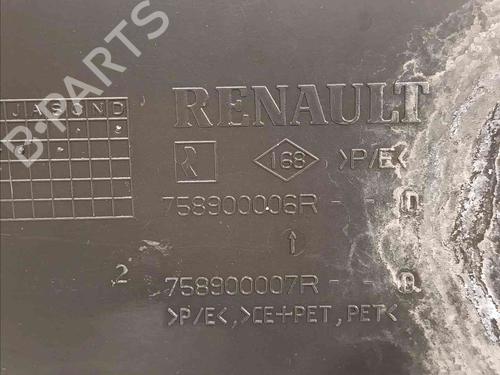 B-PARTS
J A S O N D
RENAULT
R 168 >P/E<
758900006R - - D
2
758900007R - - D
>P/E<,>CE+PET, PET<